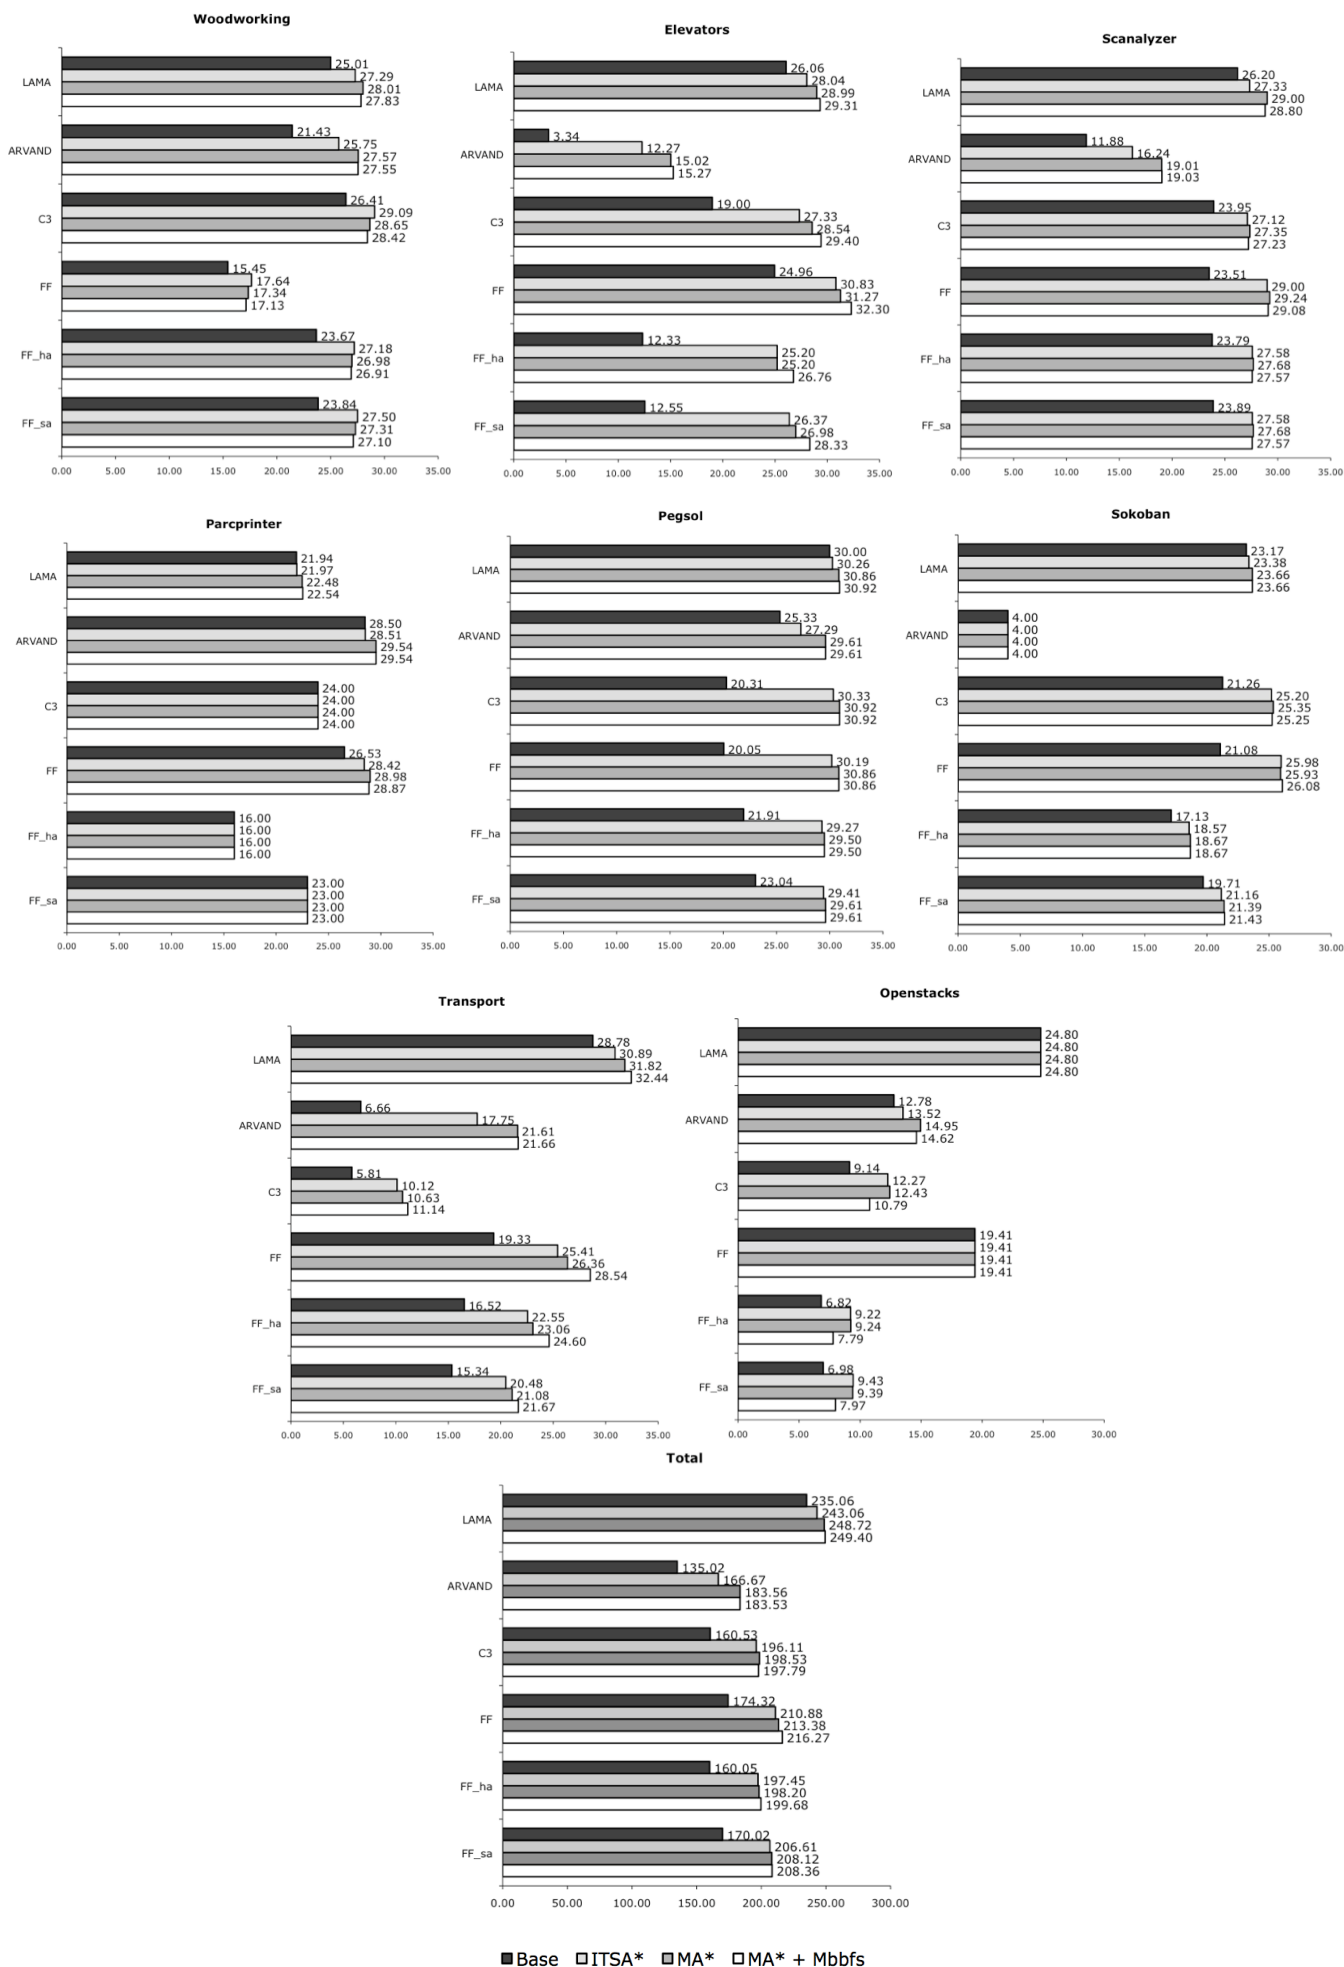 Woodworking
LAMA
25.01
27.29
28.01
27.83
ARVAND
21.43
25.75
27.57
27.55
C3
26.41
29.09
28.65
28.42
FF
15.45
17.64
17.34
17.13
FF_ha
23.67
27.18
26.98
26.91
FF_sa
23.84
27.50
27.31
27.10
0.00 5.00 10.00 15.00 20.00 25.00 30.00 35.00
Elevators
LAMA
26.06
28.04
28.99
29.31
ARVAND
3.34
12.27
15.02
15.27
C3
19.00
27.33
28.54
29.40
FF
24.96
30.83
31.27
32.30
FF_ha
12.33
25.20
25.20
26.76
FF_sa
12.55
26.37
26.98
28.33
0.00 5.00 10.00 15.00 20.00 25.00 30.00 35.00
Scanalyzer
LAMA
26.20
27.33
29.00
28.80
ARVAND
11.88
16.24
19.01
19.03
C3
23.95
27.12
27.35
27.23
FF
23.51
29.00
29.24
29.08
FF_ha
23.79
27.58
27.68
27.57
FF_sa
23.89
27.58
27.68
27.57
0.00 5.00 10.00 15.00 20.00 25.00 30.00 35.00
Parcprinter
LAMA
21.94
21.97
22.48
22.54
ARVAND
28.50
28.51
29.54
29.54
C3
24.00
24.00
24.00
24.00
FF
26.53
28.42
28.98
28.87
FF_ha
16.00
16.00
16.00
16.00
FF_sa
23.00
23.00
23.00
23.00
0.00 5.00 10.00 15.00 20.00 25.00 30.00 35.00
Pegsol
LAMA
30.00
30.26
30.86
30.92
ARVAND
25.33
27.29
29.61
29.61
C3
20.31
30.33
30.92
30.92
FF
20.05
30.19
30.86
30.86
FF_ha
21.91
29.27
29.50
29.50
FF_sa
23.04
29.41
29.61
29.61
0.00 5.00 10.00 15.00 20.00 25.00 30.00 35.00
Sokoban
LAMA
23.17
23.38
23.66
23.66
ARVAND
4.00
4.00
4.00
4.00
C3
21.26
25.20
25.35
25.25
FF
21.08
25.98
25.93
26.08
FF_ha
17.13
18.57
18.67
18.67
FF_sa
19.71
21.16
21.39
21.43
0.00 5.00 10.00 15.00 20.00 25.00 30.00
Transport
LAMA
28.78
30.89
31.82
32.44
ARVAND
6.66
17.75
21.61
21.66
C3
5.81
10.12
10.63
11.14
FF
19.33
25.41
26.36
28.54
FF_ha
16.52
22.55
23.06
24.60
FF_sa
15.34
20.48
21.08
21.67
0.00 5.00 10.00 15.00 20.00 25.00 30.00 35.00
Openstacks
LAMA
24.80
24.80
24.80
24.80
ARVAND
12.78
13.52
14.95
14.62
C3
9.14
12.27
12.43
10.79
FF
19.41
19.41
19.41
19.41
FF_ha
6.82
9.22
9.24
7.79
FF_sa
6.98
9.43
9.39
7.97
0.00 5.00 10.00 15.00 20.00 25.00 30.00
Total
LAMA
235.06
243.06
248.72
249.40
ARVAND
135.02
166.67
183.56
183.53
C3
160.53
196.11
198.53
197.79
FF
174.32
210.88
213.38
216.27
FF_ha
160.05
197.45
198.20
199.68
FF_sa
170.02
206.61
208.12
208.36
0.00 50.00 100.00 150.00 200.00 250.00 300.00
Base ITSA* MA* MA* + Mbbfs